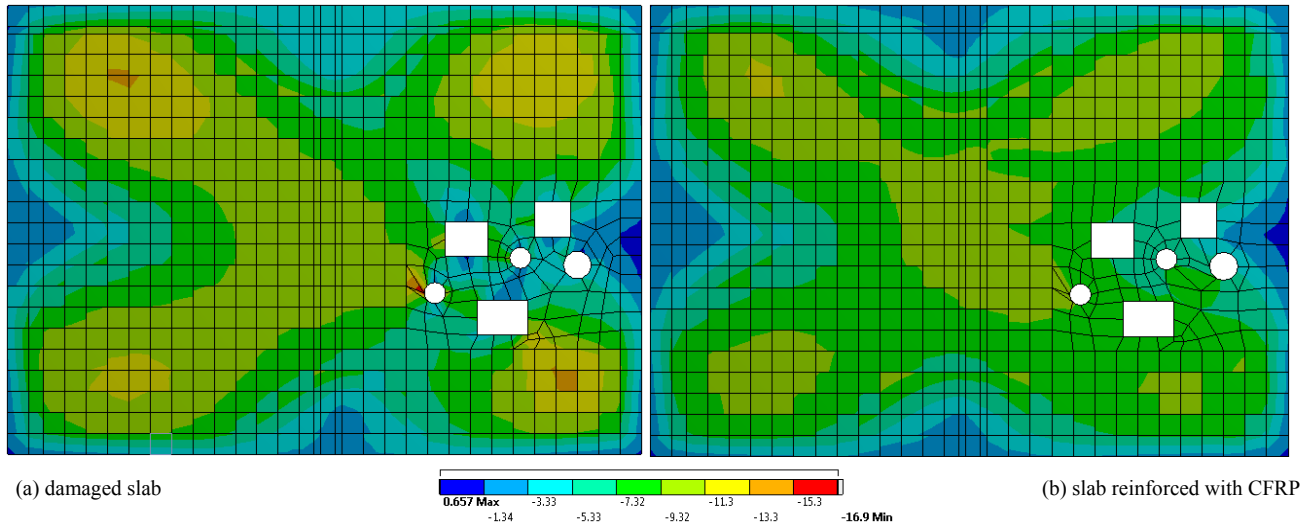 (a) damaged slab
0.657 Max -3.33 -7.32 -11.3 -15.3
-1.34 -5.33 -9.32 -13.3 -16.9 Min
(b) slab reinforced with CFRP